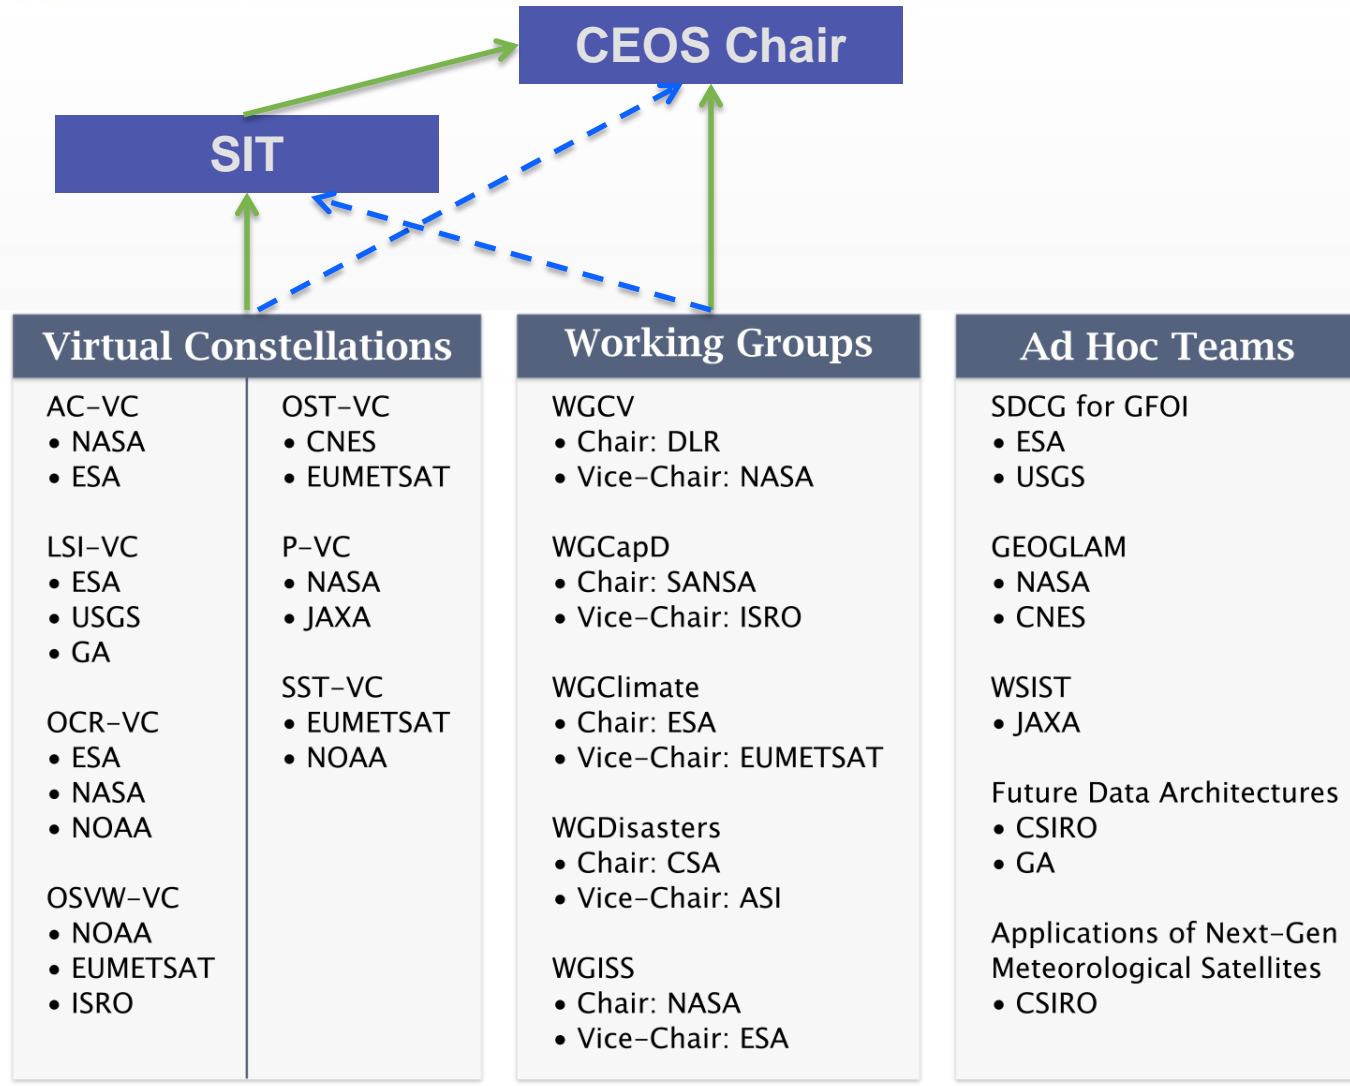 CEOS Chair
SIT
Virtual Constellations
AC-VC
• NASA
• ESA
LSI-VC
• ESA
• USGS
• GA
OCR-VC
• ESA
• NASA
• NOAA
OSVW-VC
• NOAA
• EUMETSAT
• ISRO
OST-VC
• CNES
• EUMETSAT
P-VC
• NASA
• JAXA
SST-VC
• EUMETSAT
• NOAA
Working Groups
WGCV
• Chair: DLR
• Vice-Chair: NASA
WGCapD
• Chair: SANSA
• Vice-Chair: ISRO
WGClimate
• Chair: ESA
• Vice-Chair: EUMETSAT
WGDisasters
• Chair: CSA
• Vice-Chair: ASI
WGISS
• Chair: NASA
• Vice-Chair: ESA
Ad Hoc Teams
SDCG for GFOI
• ESA
• USGS
GEOGLAM
• NASA
• CNES
WSIST
• JAXA
Future Data Architectures
• CSIRO
• GA
Applications of Next-Gen
Meteorological Satellites
• CSIRO